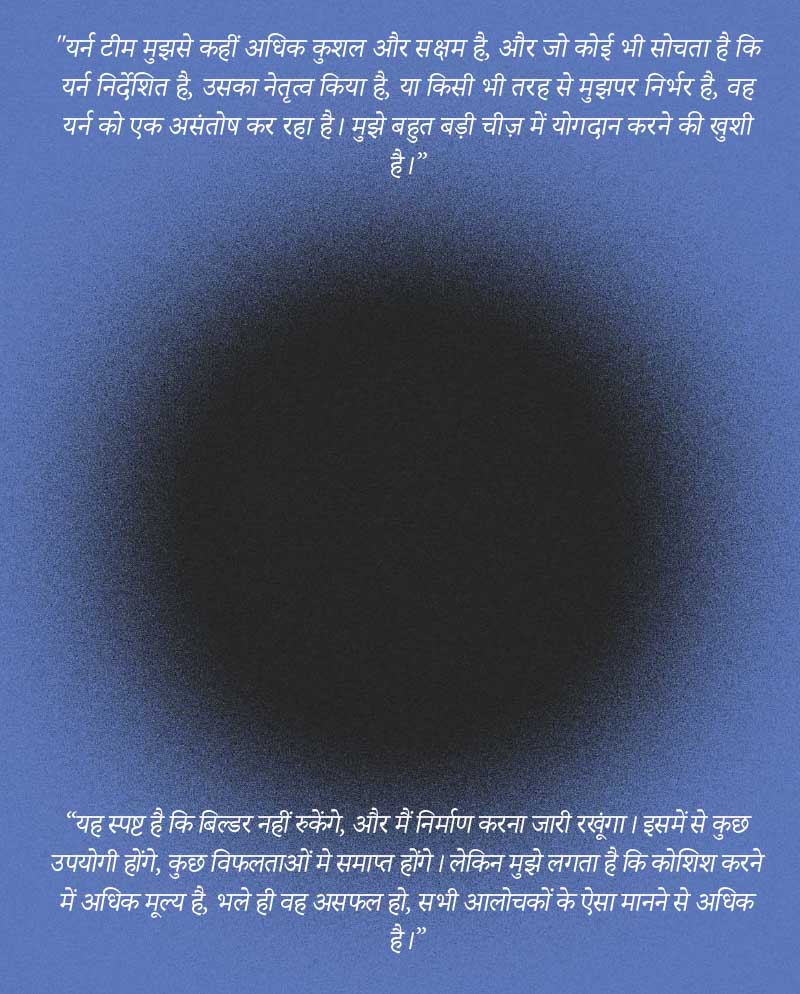 "यर्न टीम मुझसे कहीं अधिक कुशल और सक्षम है, और जो कोई भी सोचता है कि
यर्न निर्देशित है, उसका नेतृत्व किया है, या किसी भी तरह से मुझपर निर्भर है, वह
यर्न को एक असंतोष कर रहा है। मुझे बहुत बड़ी चीज़ में योगदान करने की खुशी
है।”
“यह स्पष्ट है कि बिल्डर नहीं रुकेंगे, और मैं निर्माण करना जारी रखूंगा। इसमें से कुछ
उपयोगी होंगे, कुछ विफलताओं मे समाप्त होंगे। लेकिन मुझे लगता है कि कोशिश करने
में अधिक मूल्य है, भले ही वह असफल हो, सभी आलोचकों के ऐसा मानने से अधिक
है।”